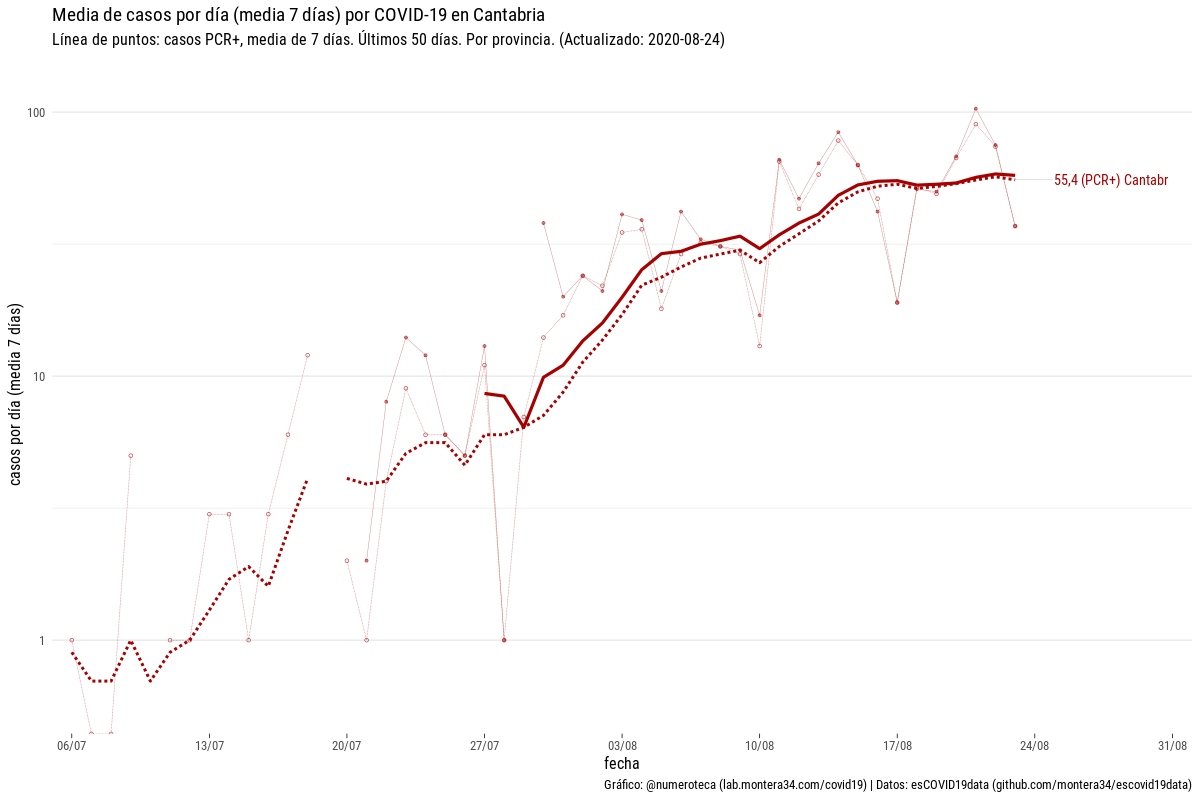 Media de casos por día (media 7 días) por COVID-19 en Cantabria
Línea de puntos: casos PCR+, media de 7 días. Últimos 50 días. Por provincia. (Actualizado: 2020-08-24)
casos por día (media 7 días)
100
10
1
55,4 (PCR+) Cantabr
06/07 13/07 20/07 27/07 03/08 10/08 17/08 24/08 31/08
fecha
Gráfico: @numeroteca (lab.montera34.com/covid19) | Datos: esCOVID19data (github.com/montera34/escovid19data)